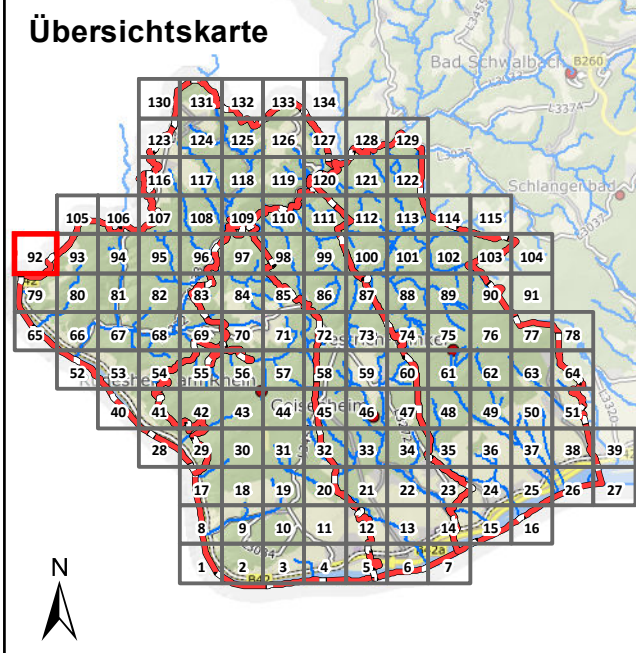 Übersichtskarte
Bad Schwalbach
B260
L3374
L3035
Schlangenbad
L3037
130 131 132 133 134
123 124 125 126 127 128 129
116 117 118 119 120 121 122
105 106 107 108 109 110 111 112 113 114 115
92 93 94 95 96 97 98 99 100 101 102 103 104
79 80 81 82 83 84 85 86 87 88 89 90 91
65 66 67 68 69 70 71 72 73 74 75 76 77 78
52 53 54 55 56 57 58 59 60 61 62 63 64
40 41 42 43 44 45 46 47 48 49 50 51
28 29 30 31 32 33 34 35 36 37 38 39
17 18 19 20 21 22 23 24 25 26 27
8 9 10 11 12 13 14 15 16
L3034
B42a
1 2 3 4 5 6 7
B42
N